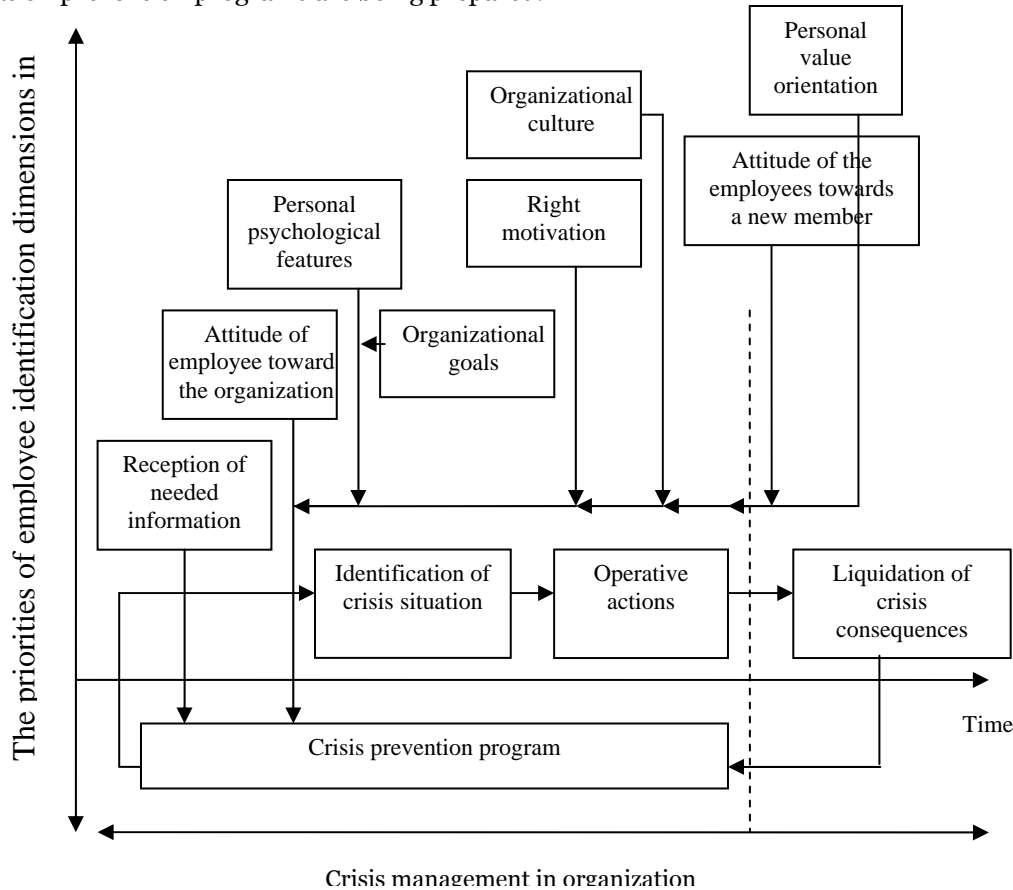 Personal
value
orientation
Organizational
culture
Attitude of the
employees towards
a new member
Personal
psychological
features
Right
motivation
Attitude of
employee toward
the organization
Organizational
goals
Reception of
needed
information
Identification of
crisis situation
Operative
actions
Liquidation of
crisis
consequences
The priorities of employee identification dimensions in
Time
Crisis prevention program
Crisis management in organization